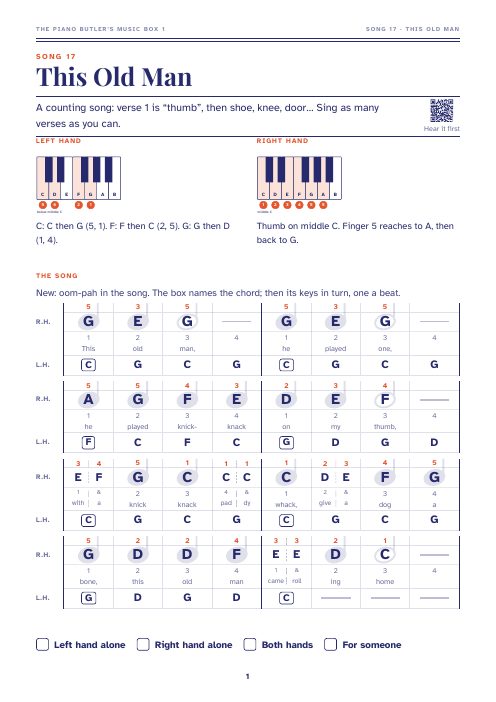 THE PIANO BUTLER'S MUSIC BOX 1
SONG 17 · THIS OLD MAN
SONG 17
This Old Man
A counting song: verse 1 is “thumb”, then shoe, knee, door... Sing as many
verses as you can.
Hear it first
LEFT HAND
RIGHT HAND
C D E F G A B
C D E F G A B
5 4 2 1
1 2 3 4 5 5
C: C then G (5, 1). F: F then C (2, 5). G: G then D
(1, 4).
Thumb on middle C. Finger 5 reaches to A, then
back to G.
THE SONG
New: oom-pah in the song. The box names the chord; then its keys in turn, one a beat.
5 3 5 5 3 5
R.H. G E G — G E G —
1 2 3 4 1 2 3 4
This old man, he played one,
L.H. C G C G C G C G
5 5 4 3 2 3 4
R.H. A G F E D E F —
1 2 3 4 1 2 3 4
he played knick- knack on my thumb,
L.H. F C F C G D G D
3 4 5 1 1 1 1 2 3 4 5
R.H. E F G C C C C D E F G
1 & 2 3 4 & 1 2 & 3 4
with a knick knack pad dy whack, give a dog a
L.H. C G C G C G C G
5 2 2 4 3 3 2 1
R.H. G D D F E E D C —
1 2 3 4 1 & 2 3 4
bone, this old man came roll ing home
L.H. G D G D C — — —
Left hand alone
Right hand alone
Both hands
For someone
1